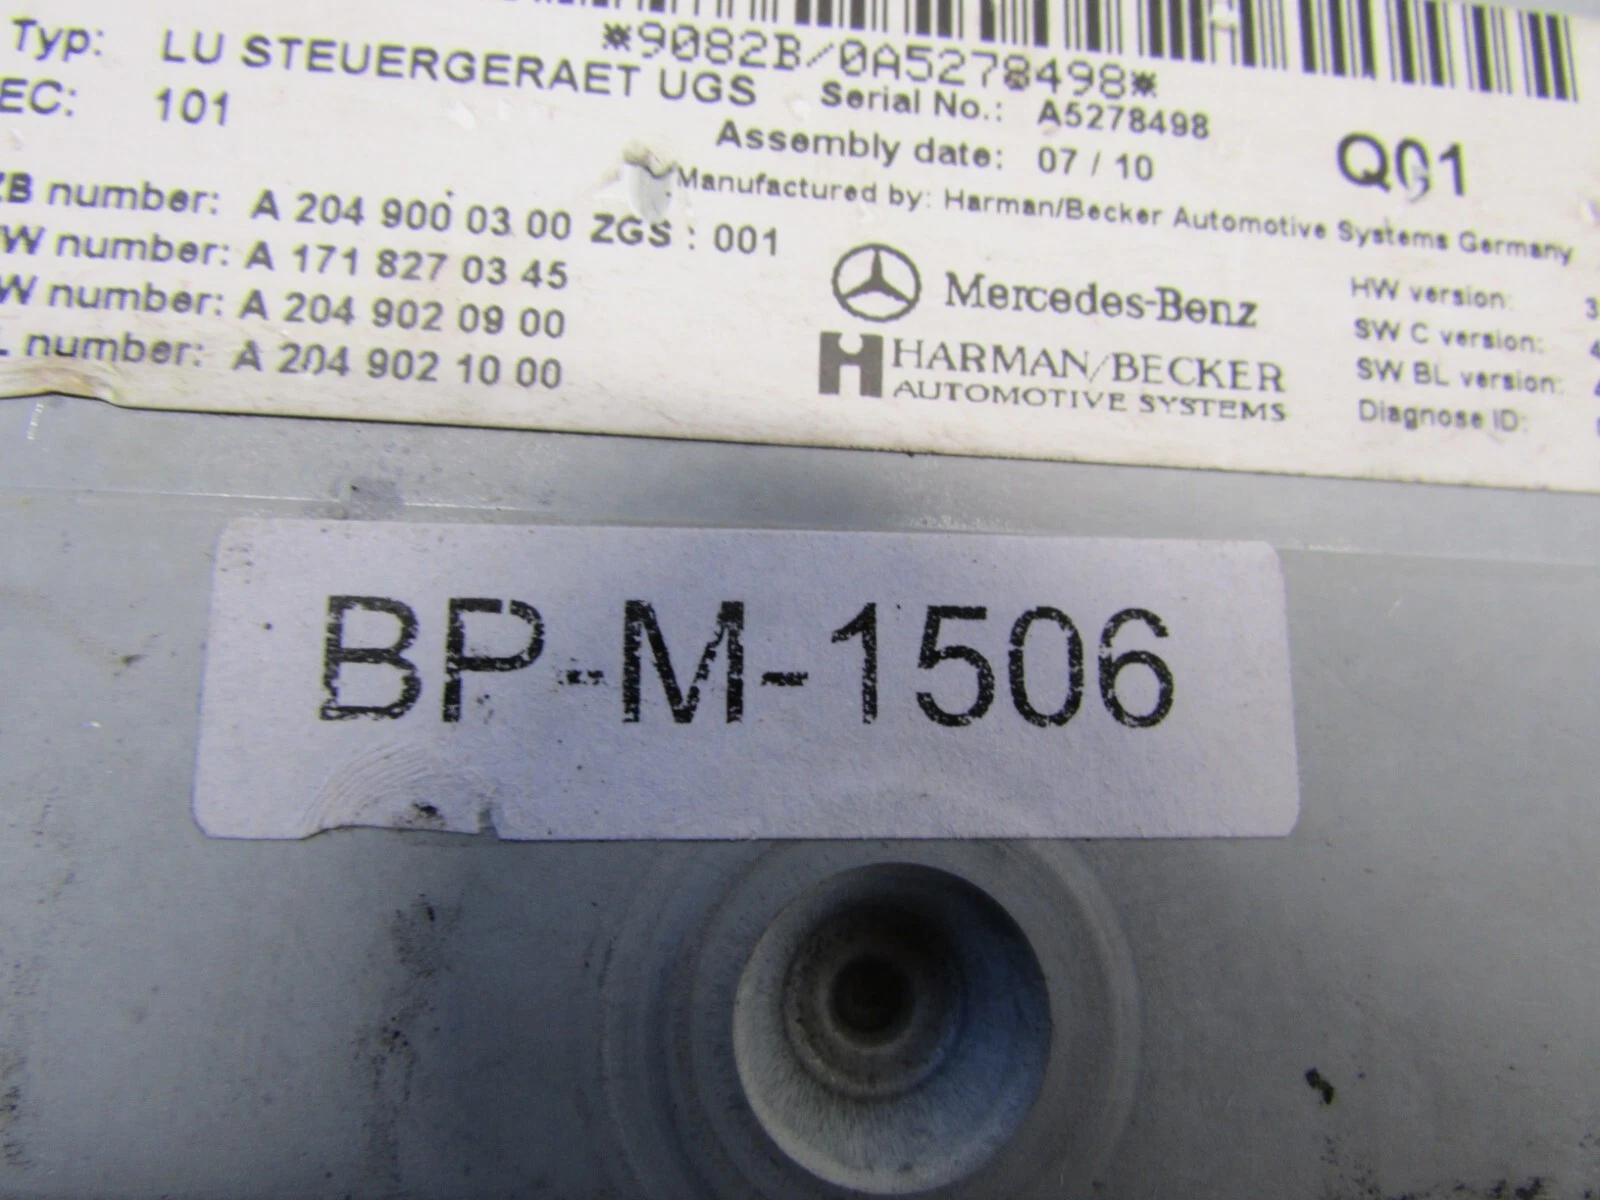 *9082B/0A5278498*
Typ: LU STEUERGERAET UGS
EC: 101
Serial No.: A5278498
Assembly date: 07 / 10
Q01
Manufactured by: Harman/Becker Automotive Systems Germany
ZB number: A 204 900 03 00 ZGS : 001
W number: A 171 827 03 45
W number: A 204 902 09 00
L number: A 204 902 10 00
Mercedes-Benz
HARMAN/BECKER
AUTOMOTIVE SYSTEMS
HW version: 3
SW C version: 4
SW BL version:
Diagnose ID:
BP-M-1506